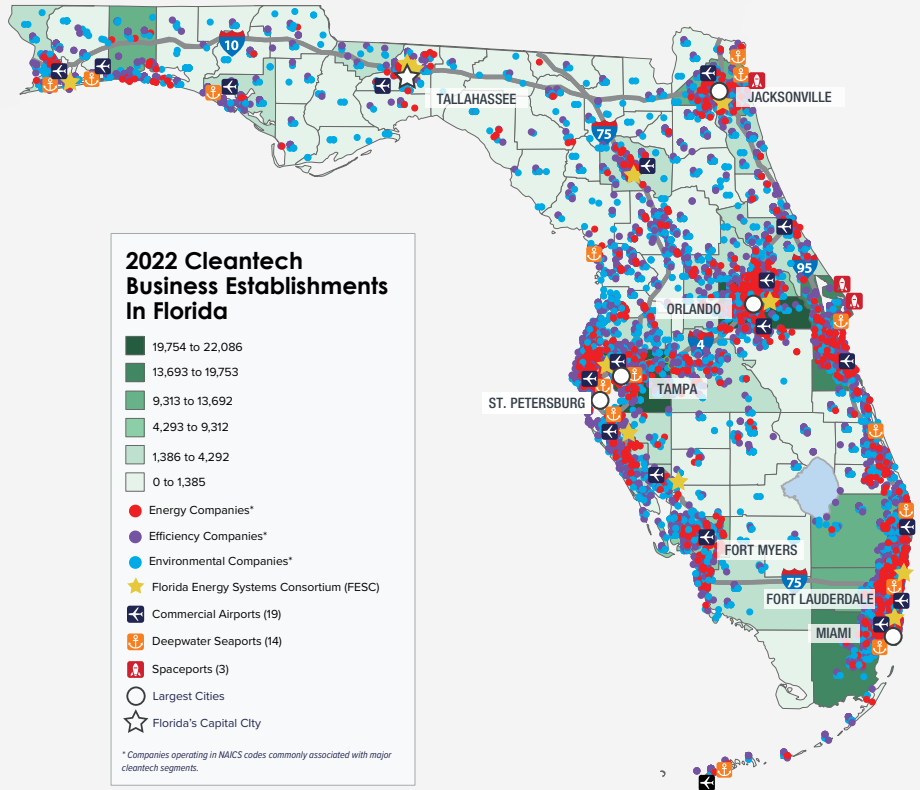 10
TALLAHASSEE
JACKSONVILLE
75
2022 Cleantech
Business Establishments
In Florida
19,754 to 22,086
13,693 to 19,753
9,313 to 13,692
4,293 to 9,312
1,386 to 4,292
0 to 1,385
Energy Companies*
Efficiency Companies*
Environmental Companies*
Florida Energy Systems Consortium (FESC)
Commercial Airports (19)
Deepwater Seaports (14)
Spaceports (3)
Largest Cities
Florida's Capital CIty
* Companies operating in NAICS codes commonly associated with major
cleantech segments.
95
ORLANDO
4
TAMPA
ST. PETERSBURG
FORT MYERS
75
FORT LAUDERDALE
MIAMI